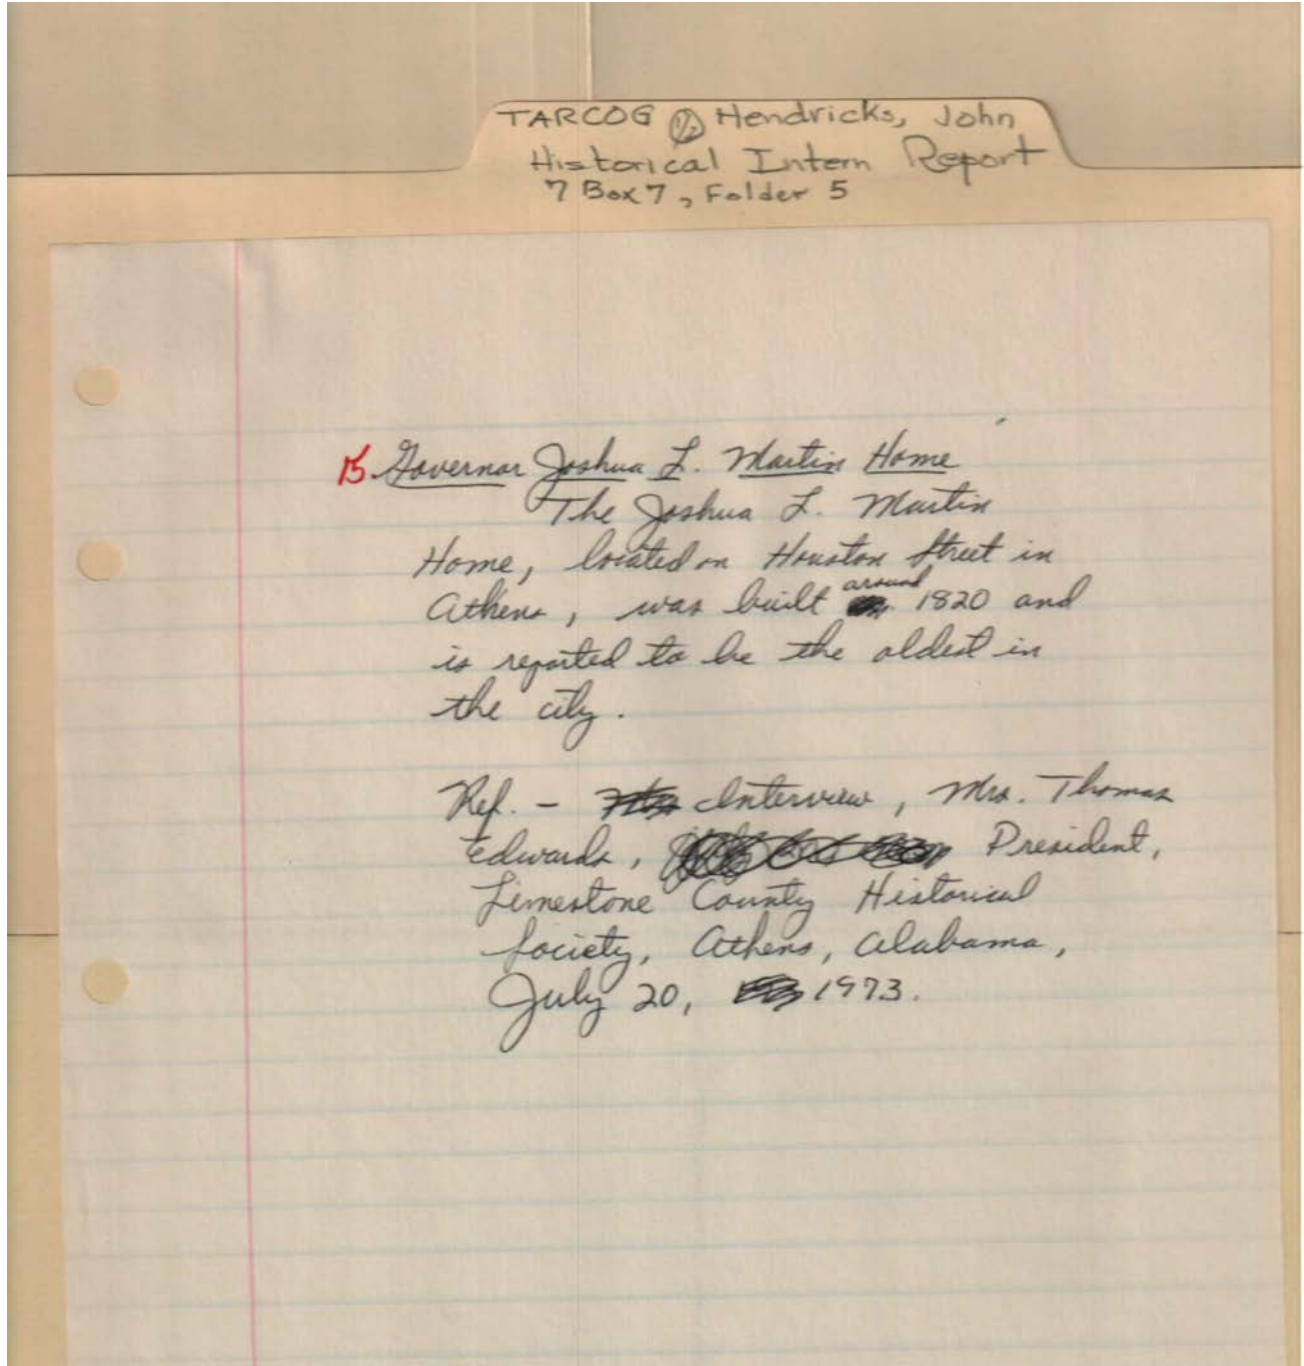 TARCOG 1/2 Hendricks, John
Historical Intern Report
7 Box 7, Folder 5
15. Governor Joshua L. Martin Home
The Joshua L. Martin
Home, located on Houston Street in
Athens, was built around 1820 and
is reported to be the oldest in
the city.
Ref. - Interview, Mrs. Thomas
Edwards, President,
Limestone County Historical
Society, Athens, Alabama,
July 20, 1973.